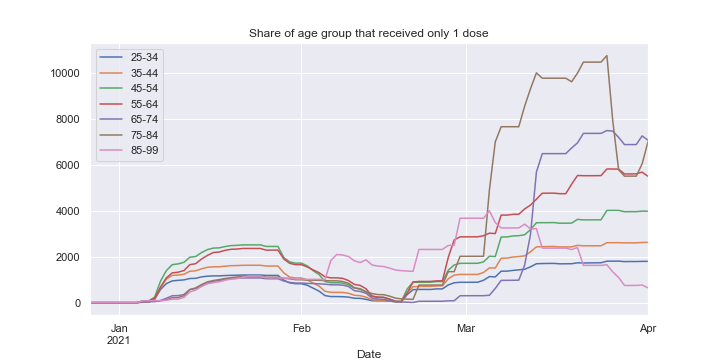 Share of age group that received only 1 dose
10000
8000
6000
4000
2000
0
25-34
35-44
45-54
55-64
65-74
75-84
85-99
Jan
2021
Feb
Mar
Apr
Date